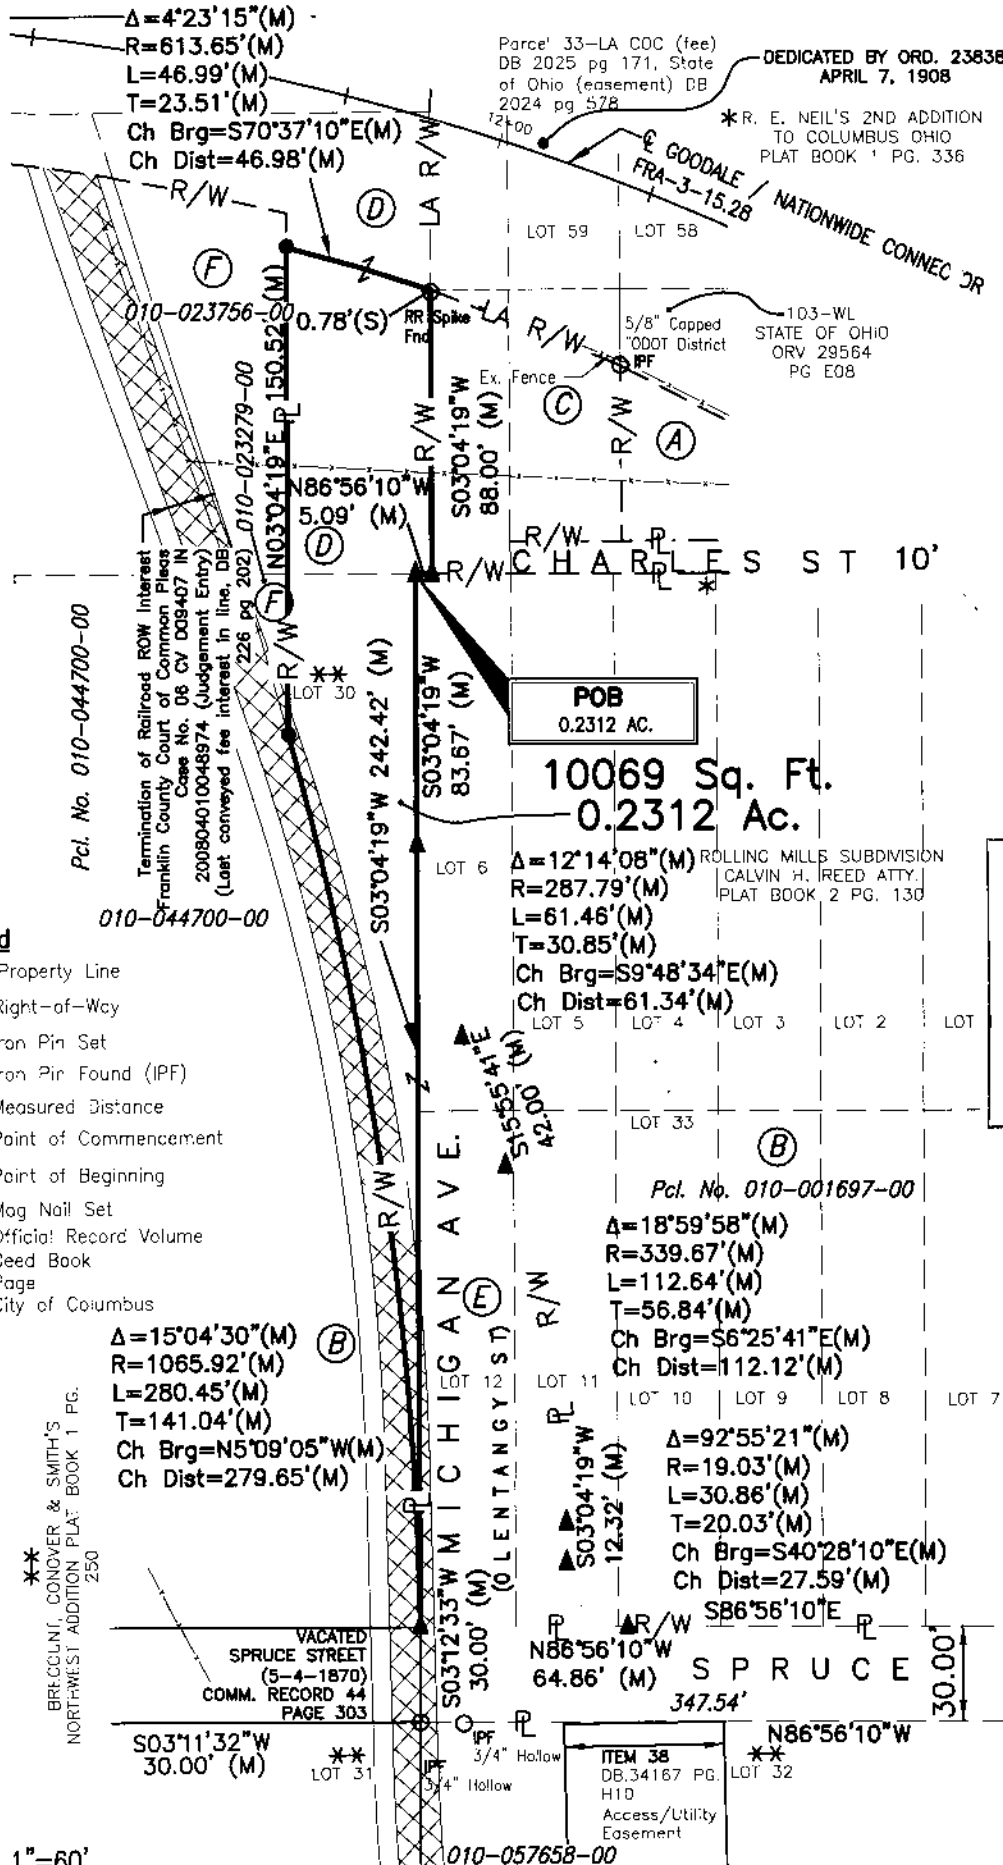 Δ=4°23'15"(M)
R=613.65'(M)
L=46.99'(M)
T=23.51'(M)
Ch Brg=S70°37'10"E(M)
Ch Dist=46.98'(M)
Parce' 33-LA COC (fee)
DB 2025 pg 171, State
of Ohio (easement) DB
2024 pg 578
DEDICATED BY ORD. 23838
APRIL 7, 1908
* R. E. NEIL'S 2ND ADDITION
TO COLUMBUS OHIO
PLAT BOOK 1 PG. 336
12+00
℄ GOODALE / NATIONWIDE CONNEC OR
FRA-3-15.28
R/W
LA R/W
D
LOT 59
LOT 58
F
010-023756-00
0.78'(S)
RR Spike
Fnd
LA R/W
5/8" Capped
"ODOT District
IPF
103-WL
STATE OF OHIO
ORV 29564
PG E08
Ex. Fence
C
A
R/W
R/W
N03°04'19"E 150.52'(M)
PL
010-023279-00
S03°04'19"W
88.00' (M)
N86°56'10"W
5.09' (M)
D
R/W
PL
R/W
CHARLES ST 10'
PL
*
Termination of Railroad ROW Interest
Franklin County Court of Common Pleas
Case No. 06 CV 009407 IN
200804010048974 (Judgement Entry)
(Last conveyed fee interest in line, DB
226 pg 202)
F
R/W
**
LOT 30
Pcl. No. 010-044700-00
010-044700-00
S03°04'19"W 242.42' (M)
S03°04'19"W
83.67' (M)
POB
0.2312 AC.
10069 Sq. Ft.
0.2312 Ac.
LOT 6
Δ=12°14'08"(M)
R=287.79'(M)
L=61.46'(M)
T=30.85'(M)
Ch Brg=S9°48'34"E(M)
Ch Dist=61.34'(M)
ROLLING MILLS SUBDIVISION
CALVIN H. REED ATTY.
PLAT BOOK 2 PG. 130
d
Property Line
Right-of-Way
ron Pin Set
ron Pin Found (IPF)
Measured Distance
Point of Commencement
Point of Beginning
Mag Nail Set
Official Record Volume
Deed Book
Page
City of Columbus
LOT 5
LOT 4
LOT 3
LOT 2
LOT
S15°55'41"E
42.00' (M)
LOT 33
B
Pcl. No. 010-001697-00
Δ=18°59'58"(M)
R=339.67'(M)
L=112.64'(M)
T=56.84'(M)
Ch Brg=S6°25'41"E(M)
Ch Dist=112.12'(M)
R/W
E
R/W
MICHIGAN AVE.
(OLENTANGY ST)
B
Δ=15°04'30"(M)
R=1065.92'(M)
L=280.45'(M)
T=141.04'(M)
Ch Brg=N5°09'05"W(M)
Ch Dist=279.65'(M)
LOT 12
LOT 11
LOT 10
LOT 9
LOT 8
LOT 7
PL
PL
Δ=92°55'21"(M)
R=19.03'(M)
L=30.86'(M)
T=20.03'(M)
Ch Brg=S40°28'10"E(M)
Ch Dist=27.59'(M)
S03°04'19"W
12.32' (M)
**
BRECOUNT, CONOVER & SMITH'S
NORTHWEST ADDITION PLAT BOOK 1 PG.
250
S86°56'10"E
PL
R/W
PL
VACATED
SPRUCE STREET
(5-4-1870)
COMM. RECORD 44
PAGE 303
S03°12'33"W
30.00' (M)
N86°56'10"W
64.86' (M)
SPRUCE
30.00"
347.54'
S03°11'32"W
30.00' (M)
PL
N86°56'10"W
IPF
3/4" Hollow
IPF
3/4" Hollow
**
LOT 31
ITEM 38
DB.34167 PG.
H10
Access/Utility
Easement
**
LOT 32
010-057658-00
1"=60'